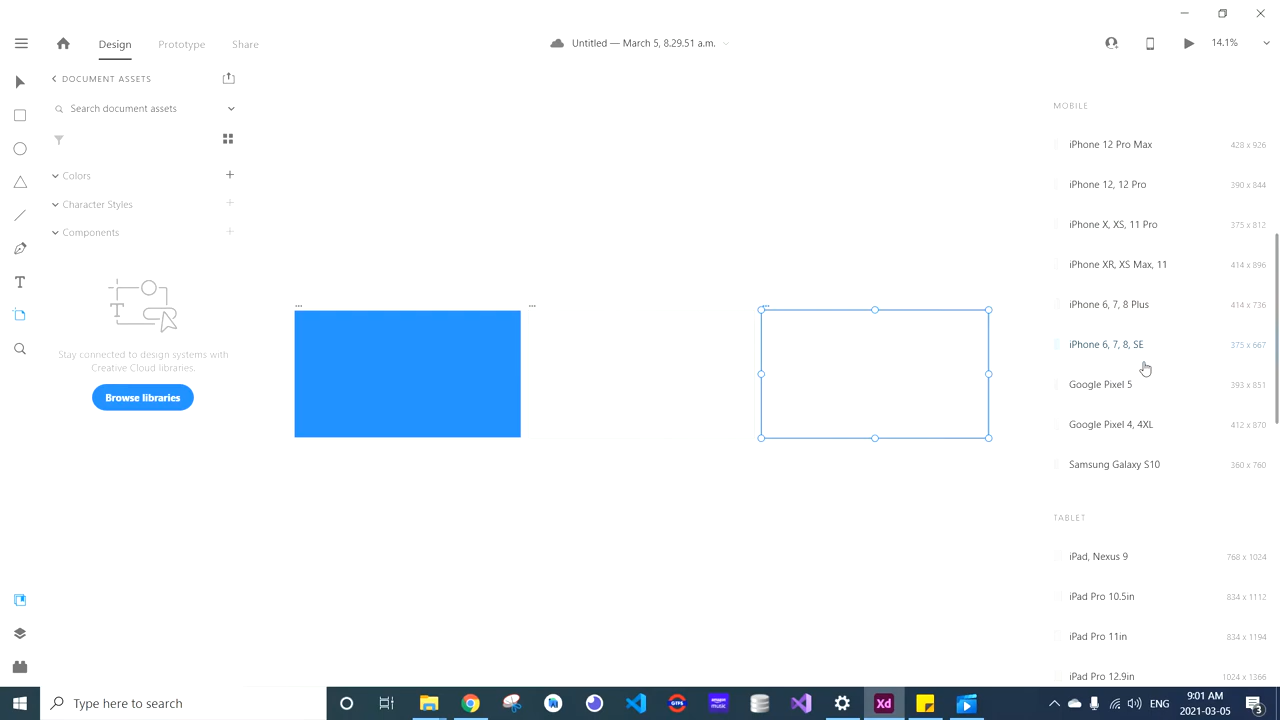 Design
Prototype
Share
Untitled — March 5, 8.29.51 a.m.
14.1%
DOCUMENT ASSETS
Search document assets
Colors
Character Styles
Components
T
Stay connected to design systems with
Creative Cloud libraries.
Browse libraries
T
...
...
...
MOBILE
iPhone 12 Pro Max 428 x 926
iPhone 12, 12 Pro 390 x 844
iPhone X, XS, 11 Pro 375 x 812
iPhone XR, XS Max, 11 414 x 896
iPhone 6, 7, 8 Plus 414 x 736
iPhone 6, 7, 8, SE 375 x 667
Google Pixel 5 393 x 851
Google Pixel 4, 4XL 412 x 870
Samsung Galaxy S10 360 x 760
TABLET
iPad, Nexus 9 768 x 1024
iPad Pro 10.5in 834 x 1112
iPad Pro 11in 834 x 1194
iPad Pro 12.9in 1024 x 1366
Type here to search
GTFS
amazon music
Xd
ENG
9:01 AM
2021-03-05
3